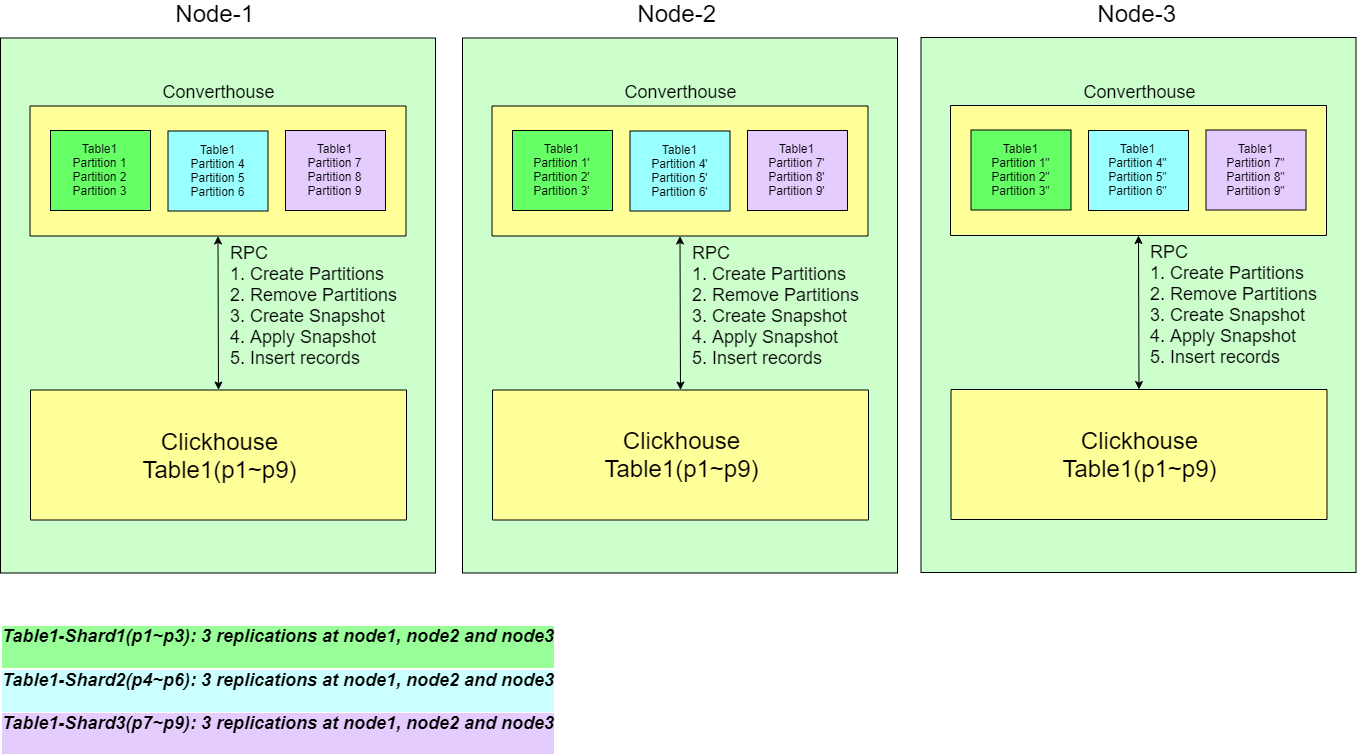 Node-1
Node-2
Node-3
Converthouse
Table1
Partition 1
Partition 2
Partition 3
Table1
Partition 4
Partition 5
Partition 6
Table1
Partition 7
Partition 8
Partition 9
RPC
1. Create Partitions
2. Remove Partitions
3. Create Snapshot
4. Apply Snapshot
5. Insert records
Clickhouse
Table1(p1~p9)
Converthouse
Table1
Partition 1'
Partition 2'
Partition 3'
Table1
Partition 4'
Partition 5'
Partition 6'
Table1
Partition 7'
Partition 8'
Partition 9'
RPC
1. Create Partitions
2. Remove Partitions
3. Create Snapshot
4. Apply Snapshot
5. Insert records
Clickhouse
Table1(p1~p9)
Converthouse
Table1
Partition 1"
Partition 2"
Partition 3"
Table1
Partition 4"
Partition 5"
Partition 6"
Table1
Partition 7"
Partition 8"
Partition 9"
RPC
1. Create Partitions
2. Remove Partitions
3. Create Snapshot
4. Apply Snapshot
5. Insert records
Clickhouse
Table1(p1~p9)
Table1-Shard1(p1~p3): 3 replications at node1, node2 and node3
Table1-Shard2(p4~p6): 3 replications at node1, node2 and node3
Table1-Shard3(p7~p9): 3 replications at node1, node2 and node3